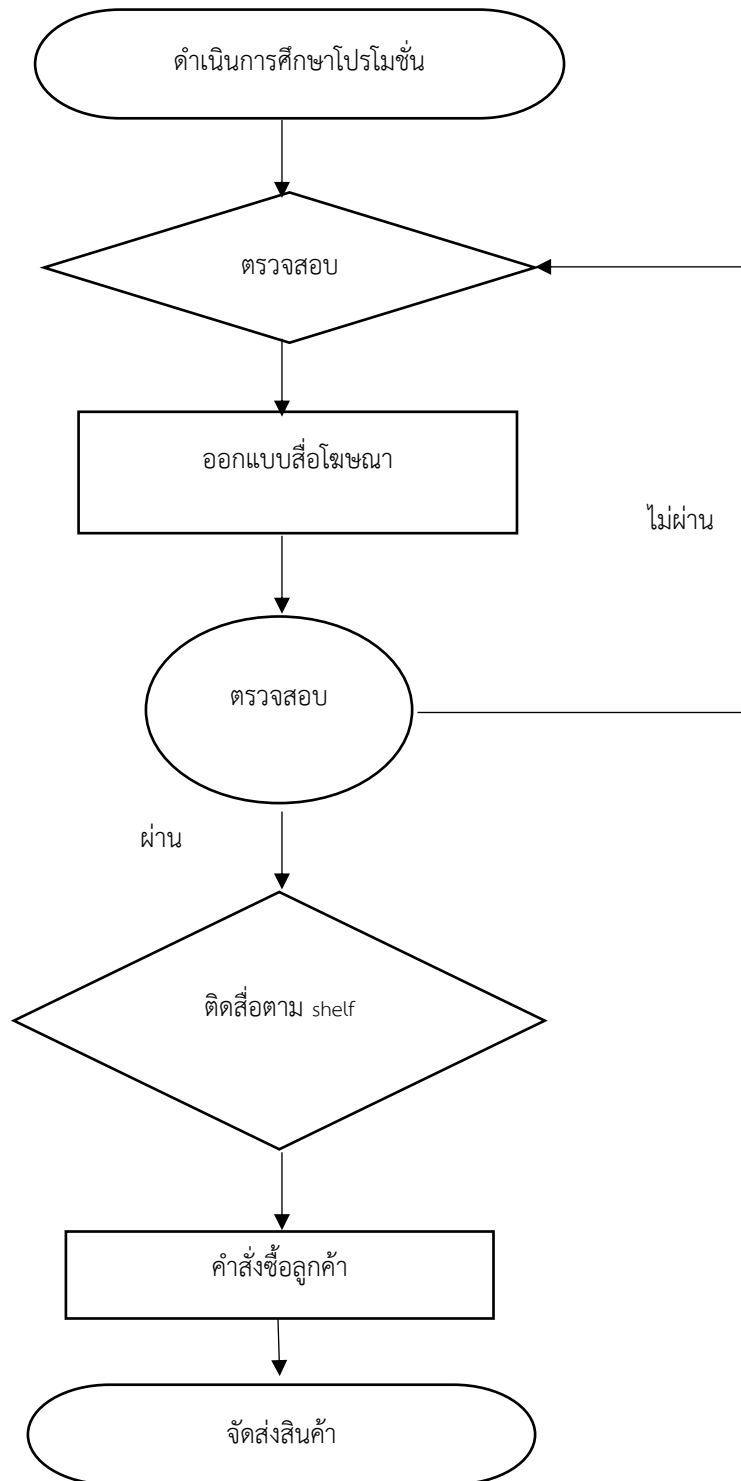 ดำเนินการศึกษาโปรโมชั่น
ตรวจสอบ
ออกแบบสื่อโฆษณา
ไม่ผ่าน
ตรวจสอบ
ผ่าน
ติดสื่อตาม shelf
คำสั่งซื้อลูกค้า
จัดส่งสินค้า